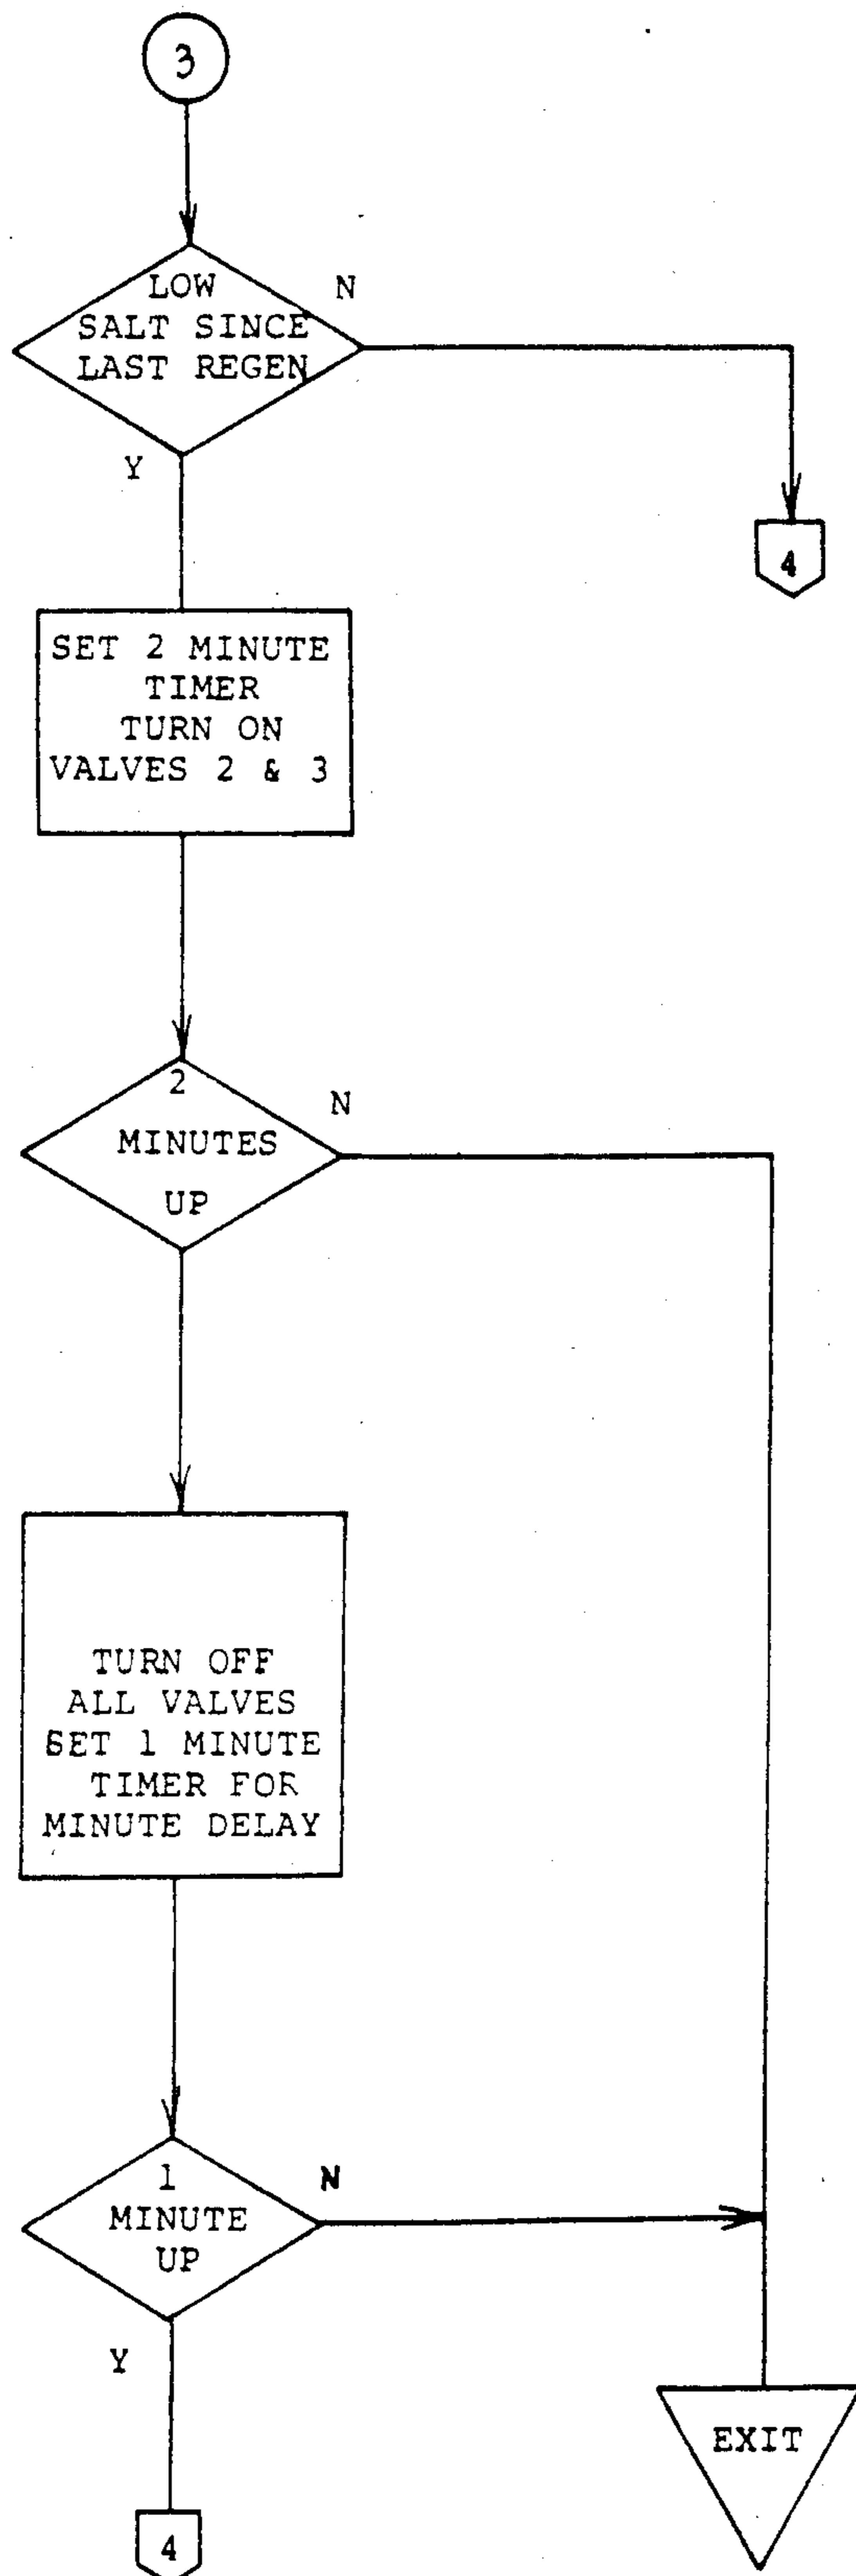 3
LOW
SALT SINCE
LAST REGEN
N
Y
4
SET 2 MINUTE
TIMER
TURN ON
VALVES 2 & 3
2
MINUTES
UP
N
TURN OFF
ALL VALVES
SET 1 MINUTE
TIMER FOR
MINUTE DELAY
1
MINUTE
UP
N
Y
EXIT
4